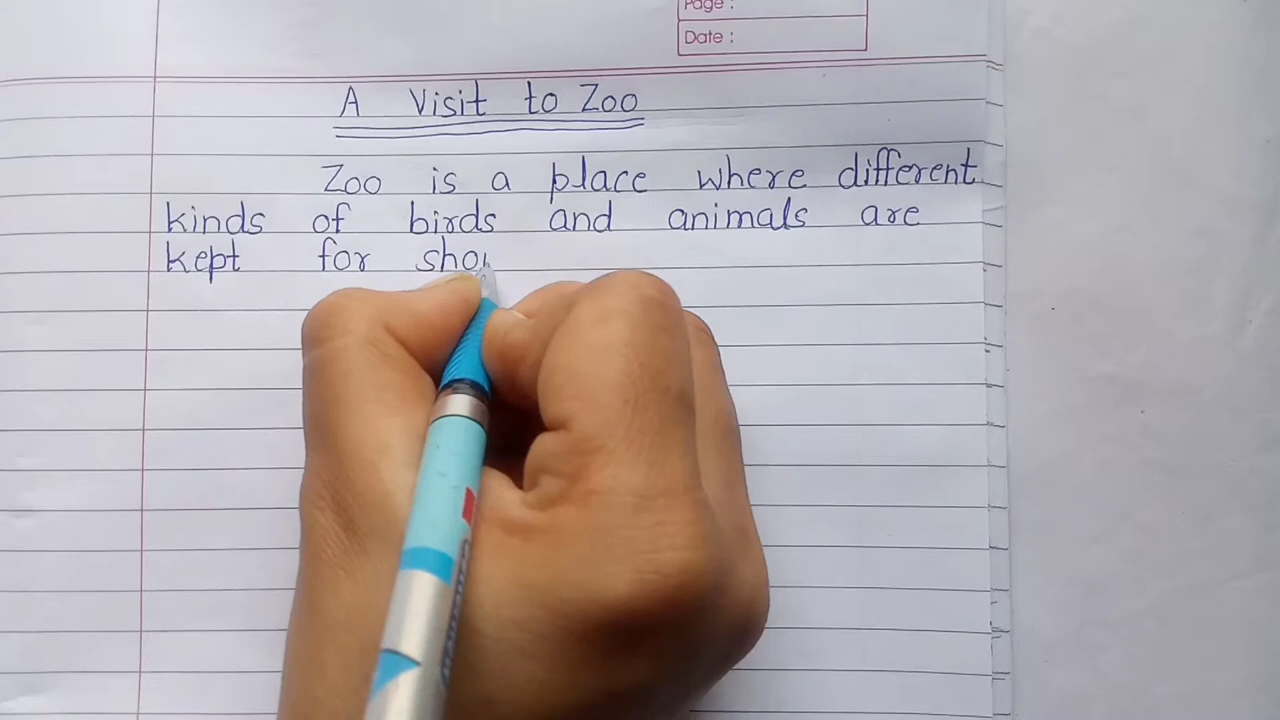 Page :
Date :
A Visit to Zoo
Zoo is a place where different
kinds of birds and animals are
kept for